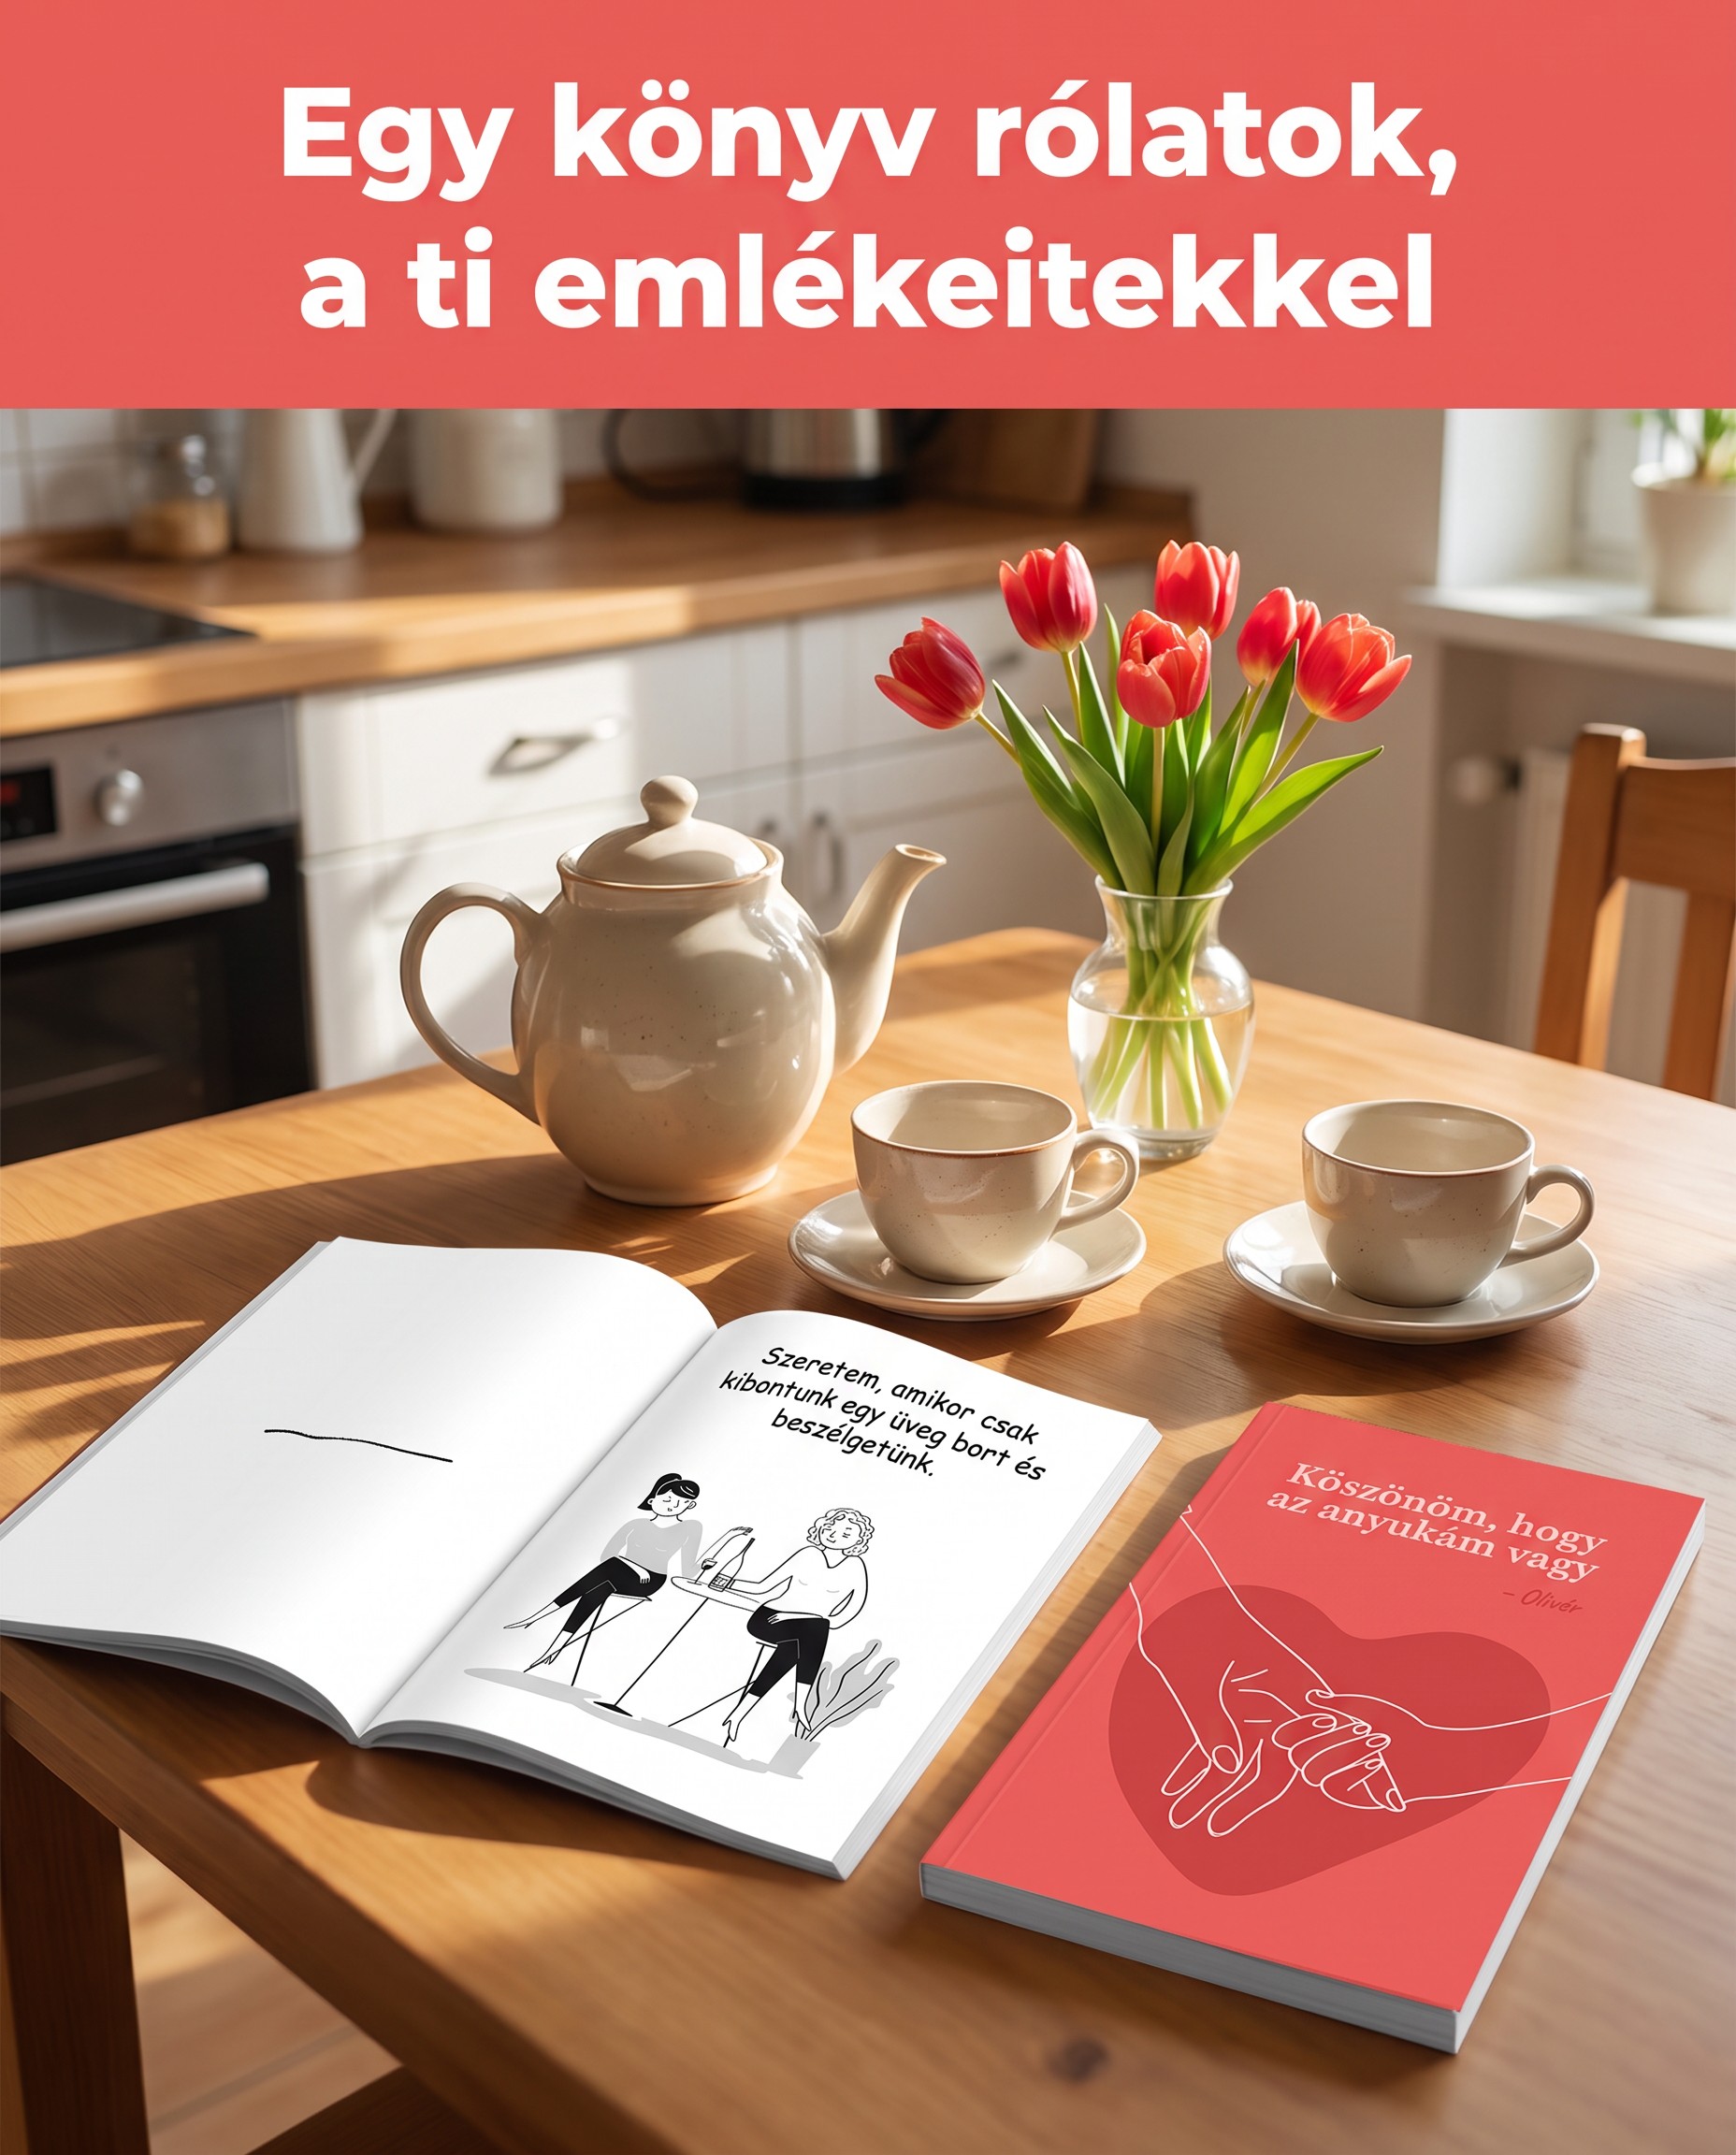 Egy könyv rólatok,
a ti emlékeitekkel
Szeretem, amikor csak
kibontunk egy üveg bort és
beszélgetünk.
Köszönöm, hogy
az anyukám vagy
- Olivér